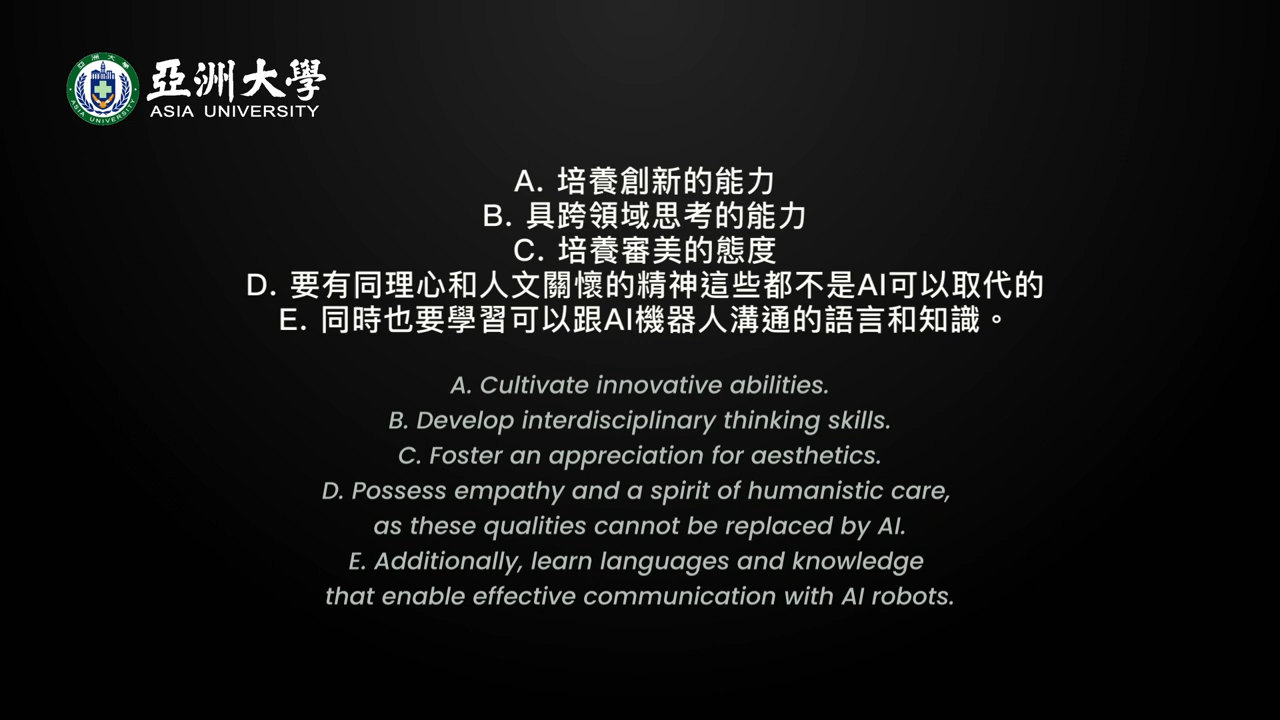 亞洲大學
ASIA UNIVERSITY
A. 培養創新的能力
B. 具跨領域思考的能力
C. 培養審美的態度
D. 要有同理心和人文關懷的精神這些都不是AI可以取代的
E. 同時也要學習可以跟AI機器人溝通的語言和知識。
A. Cultivate innovative abilities.
B. Develop interdisciplinary thinking skills.
C. Foster an appreciation for aesthetics.
D. Possess empathy and a spirit of humanistic care,
as these qualities cannot be replaced by AI.
E. Additionally, learn languages and knowledge
that enable effective communication with AI robots.